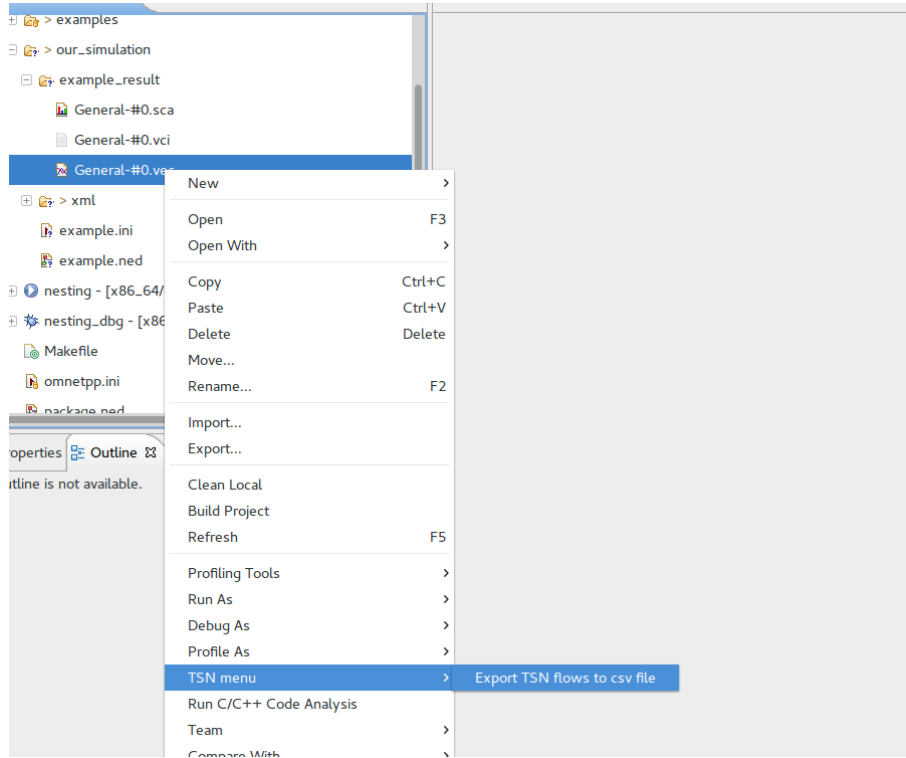 > examples
> our_simulation
example_result
General-#0.sca
General-#0.vci
General-#0.vec
> xml
example.ini
example.ned
nesting - [x86_64/
nesting_dbg - [x86
Makefile
omnetpp.ini
package.ned
roperties Outline
utline is not available.
New
Open F3
Open With
Copy Ctrl+C
Paste Ctrl+V
Delete Delete
Move...
Rename... F2
Import...
Export...
Clean Local
Build Project
Refresh F5
Profiling Tools
Run As
Debug As
Profile As
TSN menu
Export TSN flows to csv file
Run C/C++ Code Analysis
Team
Compare With